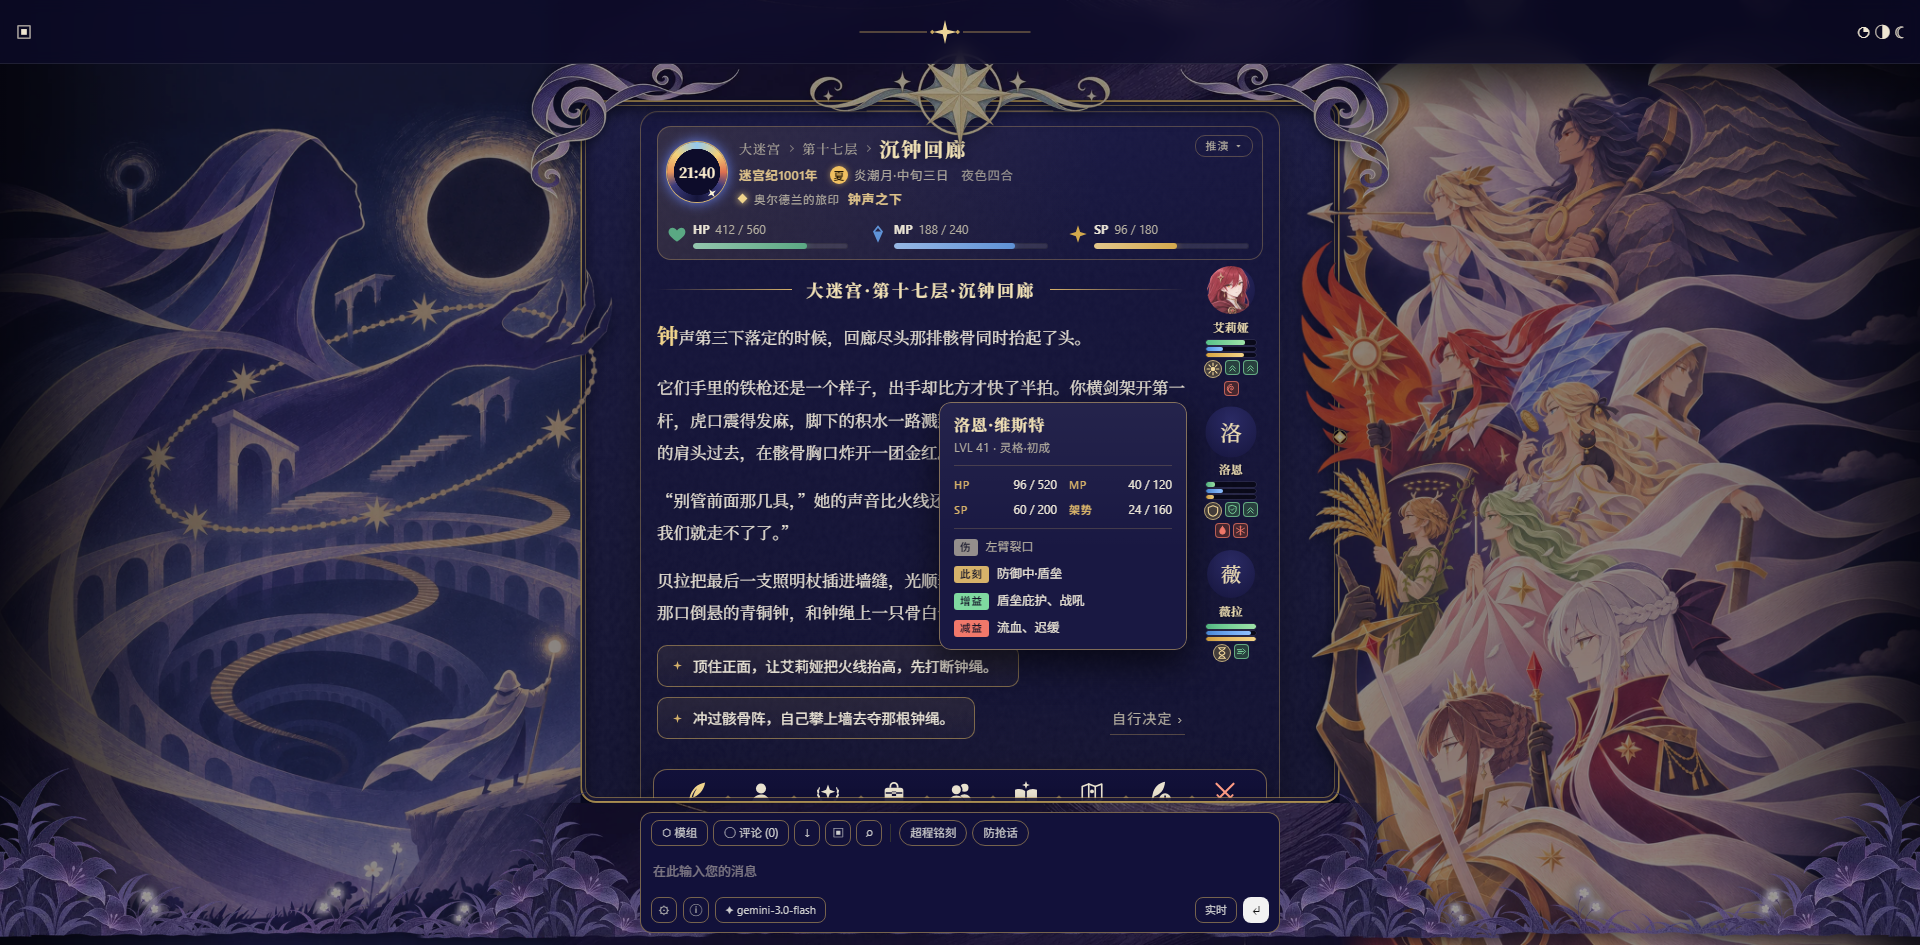 21:40
大迷宫 › 第十七层 › 沉钟回廊
推演
迷宫纪1001年 夏 炎潮月·中旬三日 夜色四合
奥尔德兰的旅印 钟声之下
HP 412 / 560
MP 188 / 240
SP 96 / 180
大迷宫·第十七层·沉钟回廊
钟声第三下落定的时候，回廊尽头那排骸骨同时抬起了头。
它们手里的铁枪还是一个样子，出手却比方才快了半拍。你横剑架开第一
杆，虎口震得发麻，脚下的积水一路溅
的肩头过去，在骸骨胸口炸开一团金红
“别管前面那几具，”她的声音比火线还
我们就走不了了。”
贝拉把最后一支照明杖插进墙缝，光顺
那口倒悬的青铜钟，和钟绳上一只骨白
洛恩·维斯特
LVL 41 · 灵格·初成
HP 96 / 520 MP 40 / 120
SP 60 / 200 架势 24 / 160
伤 左臂裂口
此刻 防御中·盾垒
增益 盾垒庇护、战吼
减益 流血、迟缓
艾莉娅
洛
洛恩
薇
薇拉
顶住正面，让艾莉娅把火线抬高，先打断钟绳。
冲过骸骨阵，自己攀上墙去夺那根钟绳。
自行决定 ›
模组
评论 (0)
超程铭刻
防抢话
在此输入您的消息
gemini-3.0-flash
实时